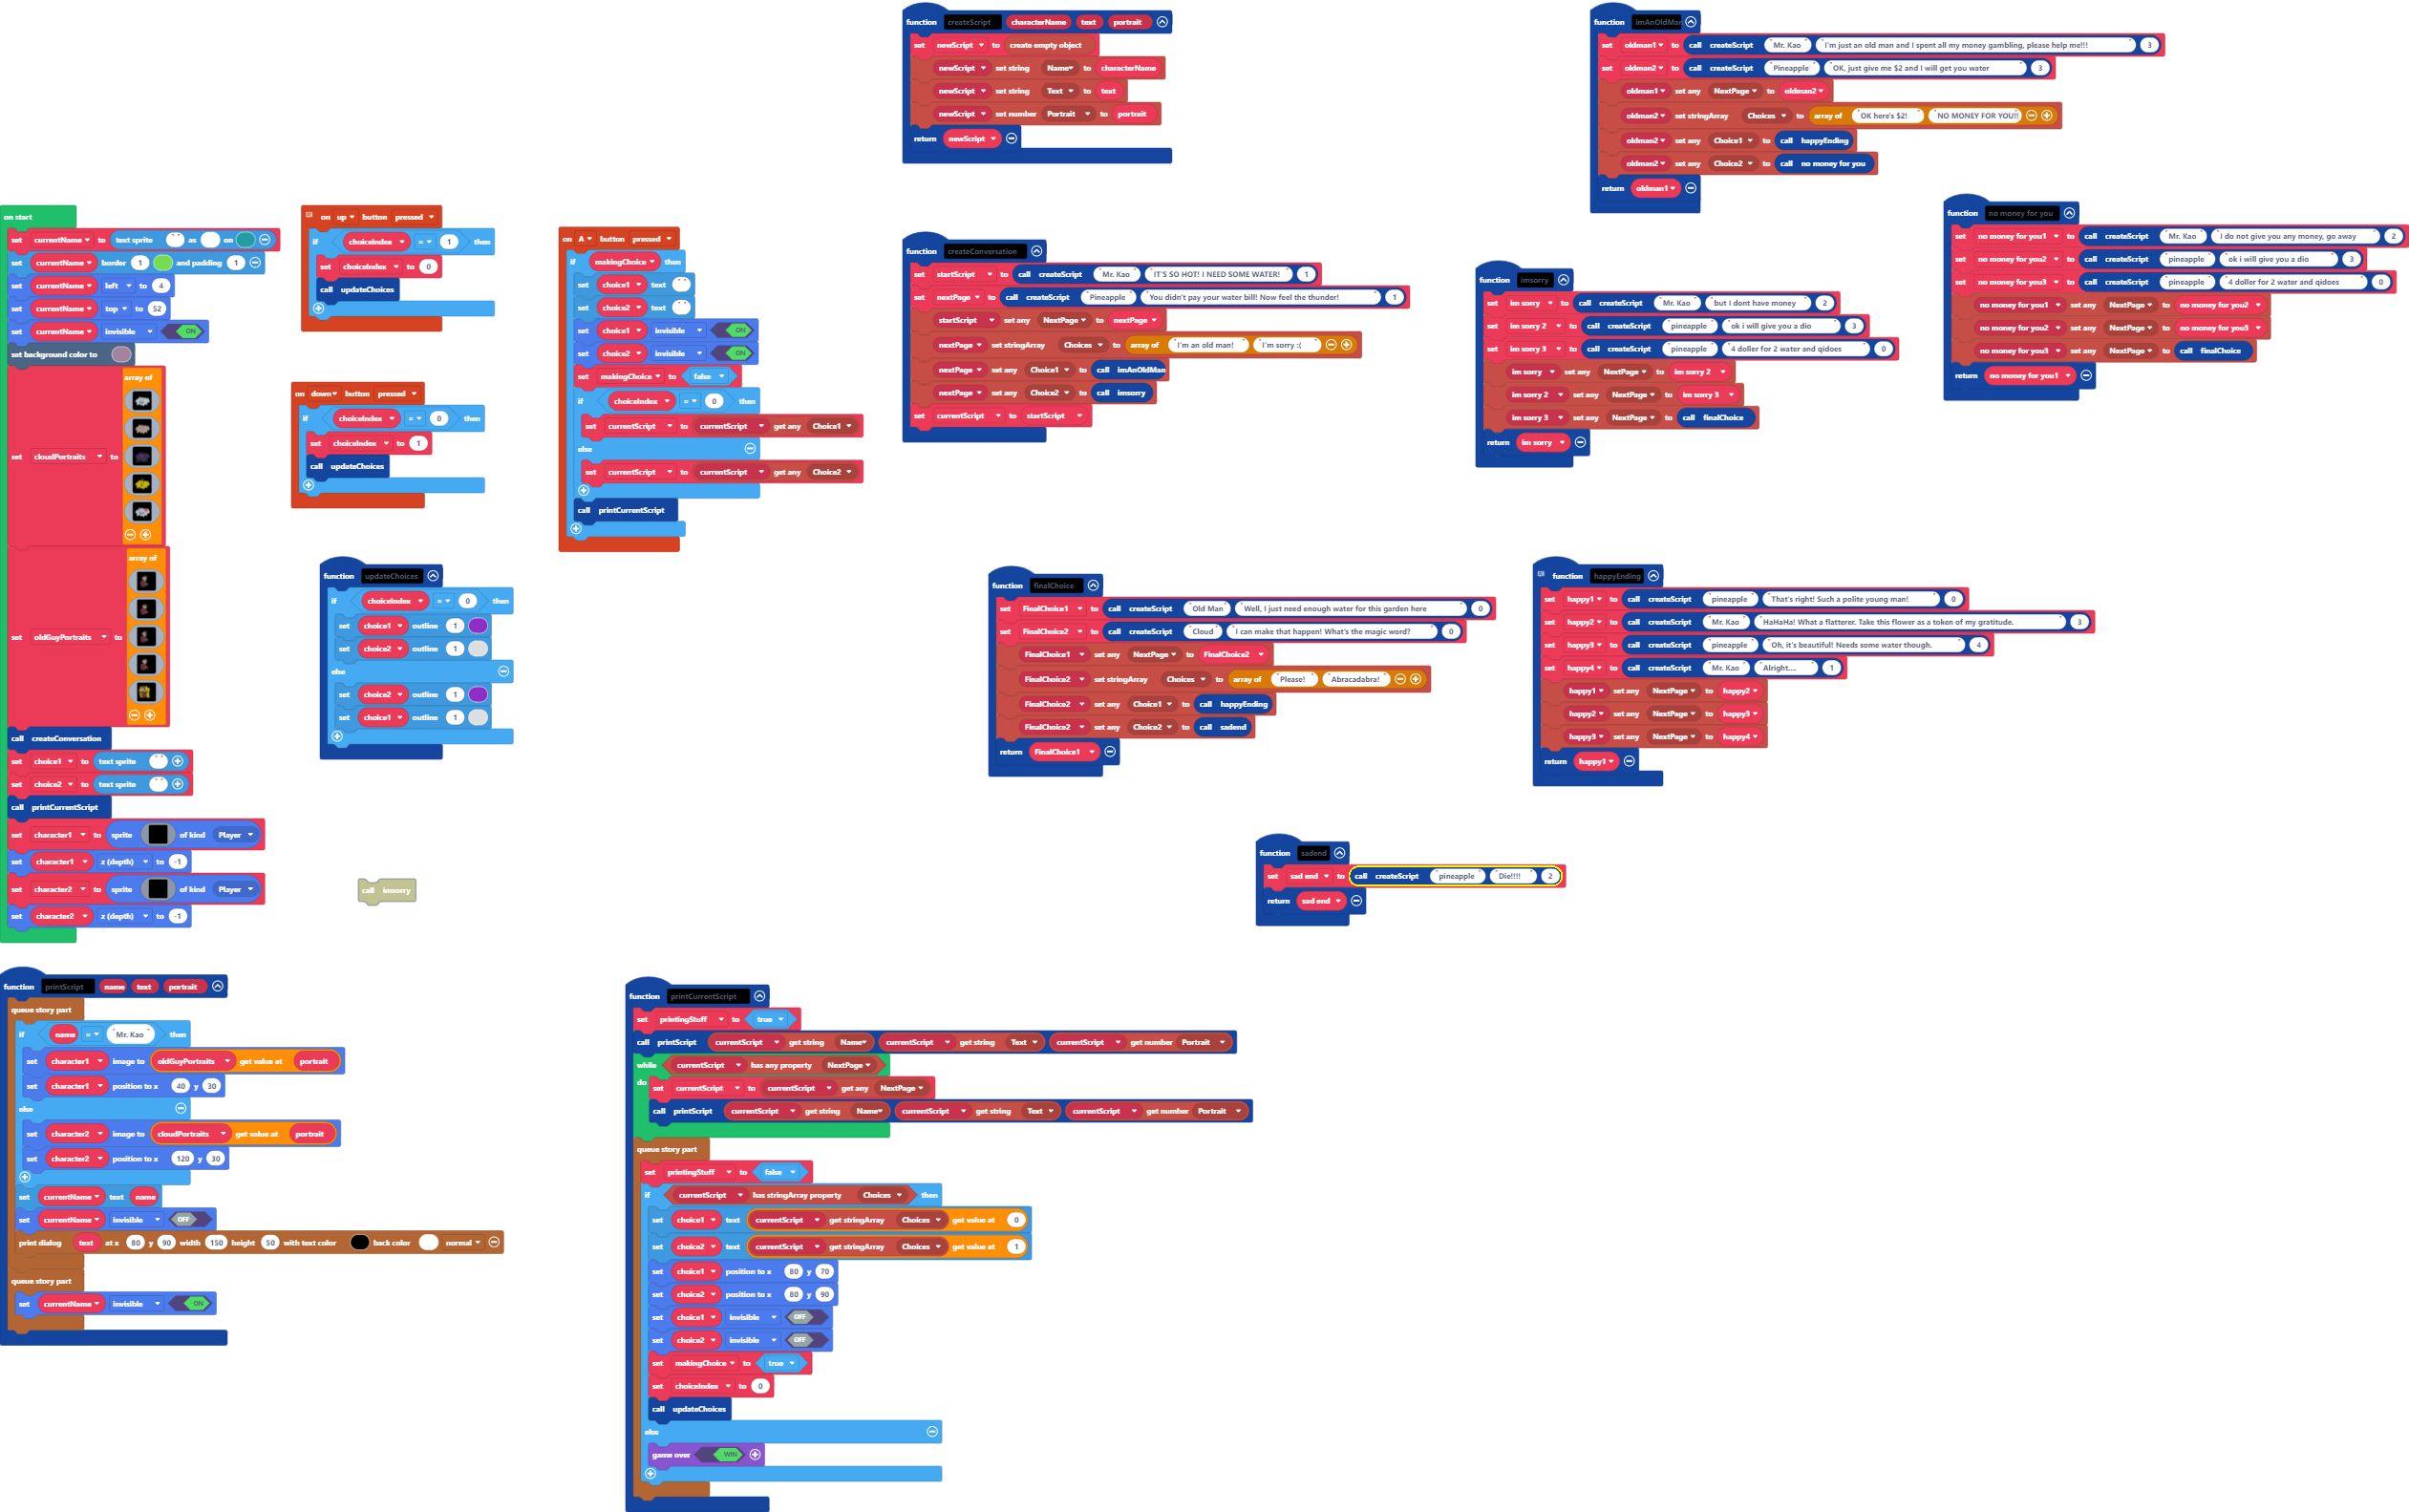 function createScript characterName text portrait
set newScript to create empty object
newScript set string Name to characterName
newScript set string Text to text
newScript set number Portrait to portrait
return newScript
function imAnOldMan
set oldman1 to call createScript "Mr. Kao" "I'm just an old man and I spent all my money gambling, please help me!!!" 3
set oldman2 to call createScript "Pineapple" "OK, just give me $2 and I will get you water" 3
oldman1 set any NextPage to oldman2
oldman2 set stringArray Choices to array of "OK here's $2!" "NO MONEY FOR YOU!!"
oldman2 set any Choice1 to call happyEnding
oldman2 set any Choice2 to call no money for you
return oldman1
function no money for you
set no money for you1 to call createScript "Mr. Kao" "I do not give you any money, go away" 2
set no money for you2 to call createScript "pineapple" "ok i will give you a dio" 3
set no money for you3 to call createScript "pineapple" "4 doller for 2 water and qidoes" 0
no money for you1 set any NextPage to no money for you2
no money for you2 set any NextPage to no money for you3
no money for you3 set any NextPage to call finalChoice
return no money for you1
on start
set currentName to text sprite " " as on
set currentName border 1 and padding 1
set currentName left to 4
set currentName top to 52
set currentName invisible ON
set background color to
set cloudPortraits to array of
set oldGuyPortraits to array of
call createConversation
set choice1 to text sprite " "
set choice2 to text sprite " "
call printCurrentScript
set character1 to sprite of kind Player
set character1 z (depth) to -1
set character2 to sprite of kind Player
set character2 z (depth) to -1
on up button pressed
if choiceIndex = 1 then
set choiceIndex to 0
call updateChoices
on down button pressed
if choiceIndex = 0 then
set choiceIndex to 1
call updateChoices
function updateChoices
if choiceIndex = 0 then
set choice1 outline 1
set choice2 outline 1
else
set choice2 outline 1
set choice1 outline 1
call imsorry
on A button pressed
if makingChoice then
set choice1 text " "
set choice2 text " "
set choice1 invisible ON
set choice2 invisible ON
set makingChoice to false
if choiceIndex = 0 then
set currentScript to currentScript get any Choice1
else
set currentScript to currentScript get any Choice2
call printCurrentScript
function createConversation
set startScript to call createScript "Mr. Kao" "IT'S SO HOT! I NEED SOME WATER!" 1
set nextPage to call createScript "Pineapple" "You didn't pay your water bill! Now feel the thunder!" 1
startScript set any NextPage to nextPage
nextPage set stringArray Choices to array of "I'm an old man!" "I'm sorry :("
nextPage set any Choice1 to call imAnOldMan
nextPage set any Choice2 to call imsorry
set currentScript to startScript
function imsorry
set im sorry to call createScript "Mr. Kao" "but I dont have money" 2
set im sorry 2 to call createScript "pineapple" "ok i will give you a dio" 3
set im sorry 3 to call createScript "pineapple" "4 doller for 2 water and qidoes" 0
im sorry set any NextPage to im sorry 2
im sorry 2 set any NextPage to im sorry 3
im sorry 3 set any NextPage to call finalChoice
return im sorry
function finalChoice
set FinalChoice1 to call createScript "Old Man" "Well, I just need enough water for this garden here" 0
set FinalChoice2 to call createScript "Cloud" "I can make that happen! What's the magic word?" 0
FinalChoice1 set any NextPage to FinalChoice2
FinalChoice2 set stringArray Choices to array of "Please!" "Abracadabra!"
FinalChoice2 set any Choice1 to call happyEnding
FinalChoice2 set any Choice2 to call sadend
return FinalChoice1
function happyEnding
set happy1 to call createScript "pineapple" "That's right! Such a polite young man!" 0
set happy2 to call createScript "Mr. Kao" "HaHaHa! What a flatterer. Take this flower as a token of my gratitude." 3
set happy3 to call createScript "pineapple" "Oh, it's beautiful! Needs some water though." 4
set happy4 to call createScript "Mr. Kao" "Alright...." 1
happy1 set any NextPage to happy2
happy2 set any NextPage to happy3
happy3 set any NextPage to happy4
return happy1
function sadend
set sad end to call createScript "pineapple" "Die!!!!" 2
return sad end
function printScript name text portrait
queue story part
if name = "Mr. Kao" then
set character1 image to oldGuyPortraits get value at portrait
set character1 position to x 40 y 30
else
set character2 image to cloudPortraits get value at portrait
set character2 position to x 120 y 30
set currentName text name
set currentName invisible OFF
print dialog text at x 80 y 90 width 150 height 50 with text color back color normal
queue story part
set currentName invisible ON
function printCurrentScript
set printingStuff to true
call printScript currentScript get string Name currentScript get string Text currentScript get number Portrait
while currentScript has any property NextPage
do set currentScript to currentScript get any NextPage
call printScript currentScript get string Name currentScript get string Text currentScript get number Portrait
queue story part
set printingStuff to false
if currentScript has stringArray property Choices then
set choice1 text currentScript get stringArray Choices get value at 0
set choice2 text currentScript get stringArray Choices get value at 1
set choice1 position to x 80 y 70
set choice2 position to x 80 y 90
set choice1 invisible OFF
set choice2 invisible OFF
set makingChoice to true
set choiceIndex to 0
call updateChoices
else
game over WIN